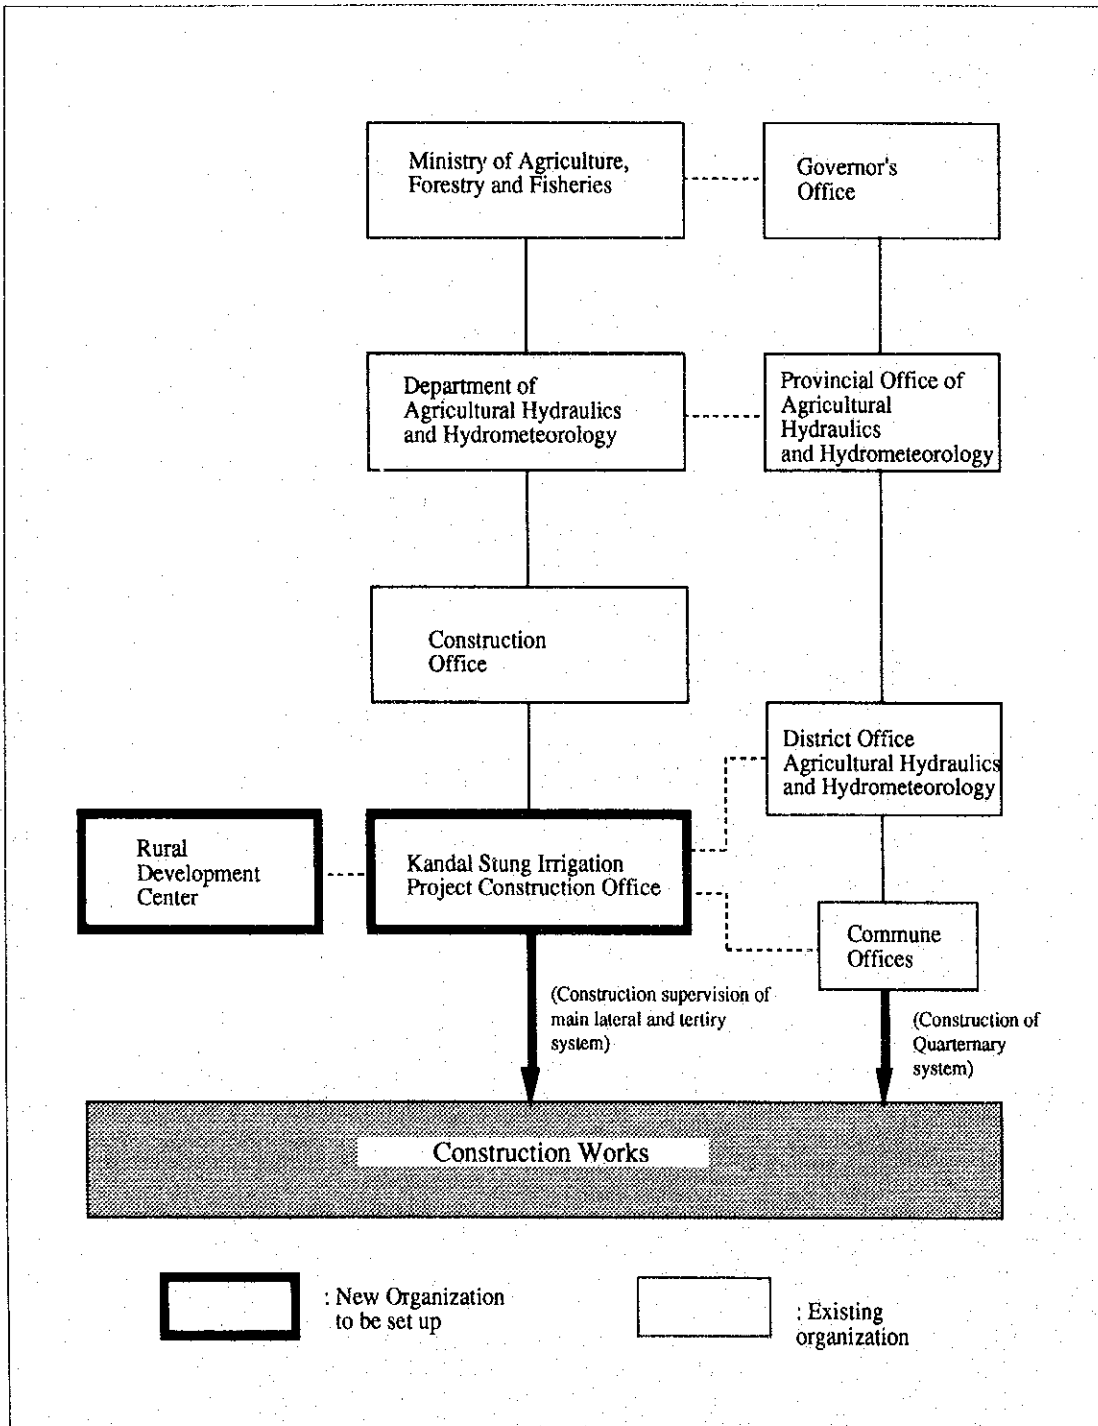 Ministry of Agriculture,
Forestry and Fisheries
Governor's
Office
Department of
Agricultural Hydraulics
and Hydrometeorology
Provincial Office of
Agricultural
Hydraulics
and Hydrometeorology
Construction
Office
District Office
Agricultural Hydraulics
and Hydrometeorology
Rural
Development
Center
Kandal Stung Irrigation
Project Construction Office
Commune
Offices
(Construction supervision of
main lateral and tertiry
system)
(Construction of
Quarternary
system)
Construction Works
: New Organization
to be set up
: Existing
organization